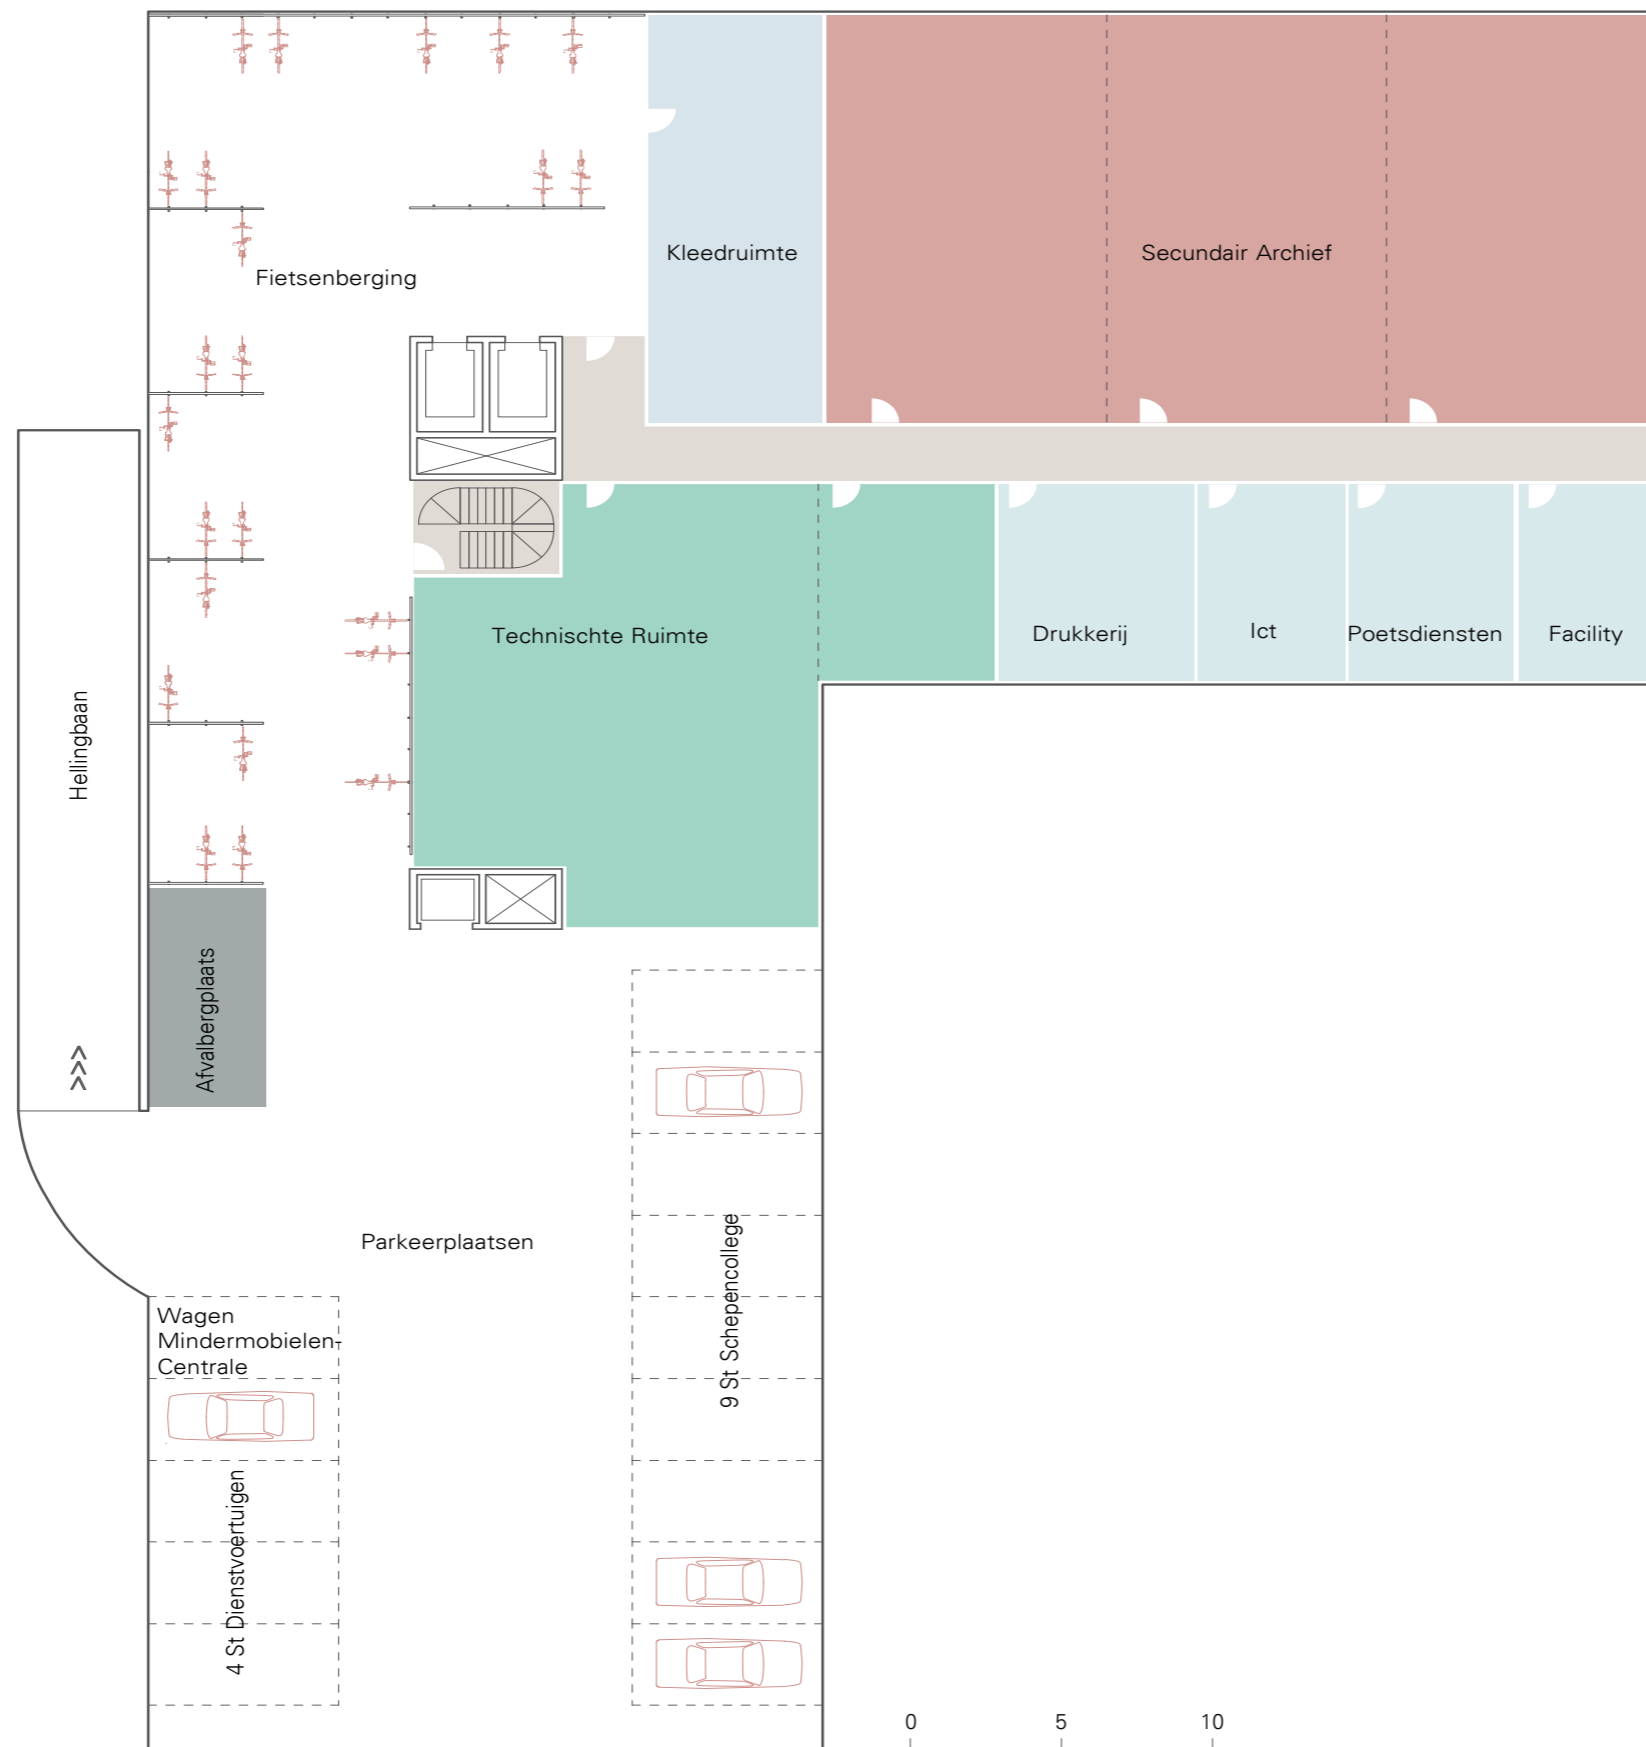 Kleedruimte
Secundair Archief
Fietsenberging
Technischte Ruimte
Drukkerij
Ict
Poetsdiensten
Facility
Hellingbaan
>>>
Afvalbergplaats
Parkeerplaatsen
9 St Schepencollege
Wagen
Mindermobielen-
Centrale
4 St Dienstvoertuigen
0 5 10